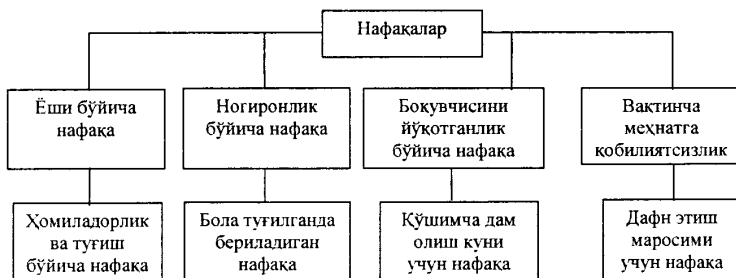 Нафақалар
Ёши бўйича
нафақа
Ногиронлик
бўйича нафақа
Боқувчисини
йўқотганлик
бўйича нафақа
Вақтинча
меҳнатга
қобилиятсизлик
Ҳомиладорлик
ва туғиш
бўйича нафақа
Бола туғилганда
бериладиган
нафақа
Қўшимча дам
олиш куни
учун нафақа
Дафн этиш
маросими
учун нафақа